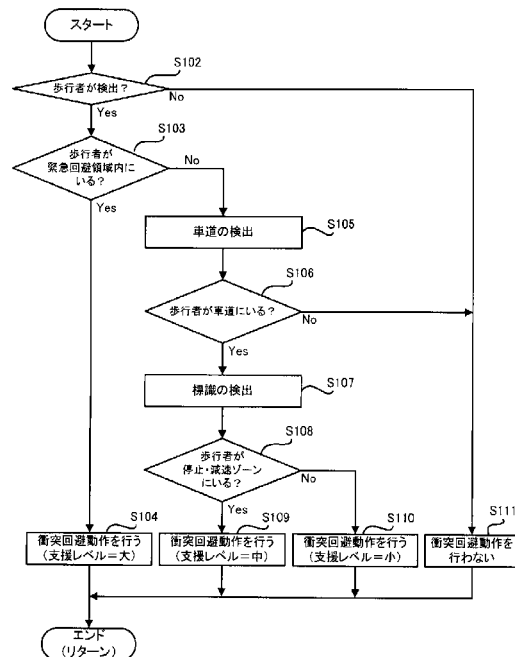 スタート
S102
歩行者が検出?
No
Yes
S103
歩行者が
緊急回避領域内に
いる?
No
Yes
S105
車道の検出
S106
歩行者が車道にいる?
No
Yes
S107
標識の検出
S108
歩行者が
停止・減速ゾーン
にいる?
No
Yes
S104
衝突回避動作を行う
(支援レベル=大)
S109
衝突回避動作を行う
(支援レベル=中)
S110
衝突回避動作を行う
(支援レベル=小)
S111
衝突回避動作を
行わない
エンド
(リターン)